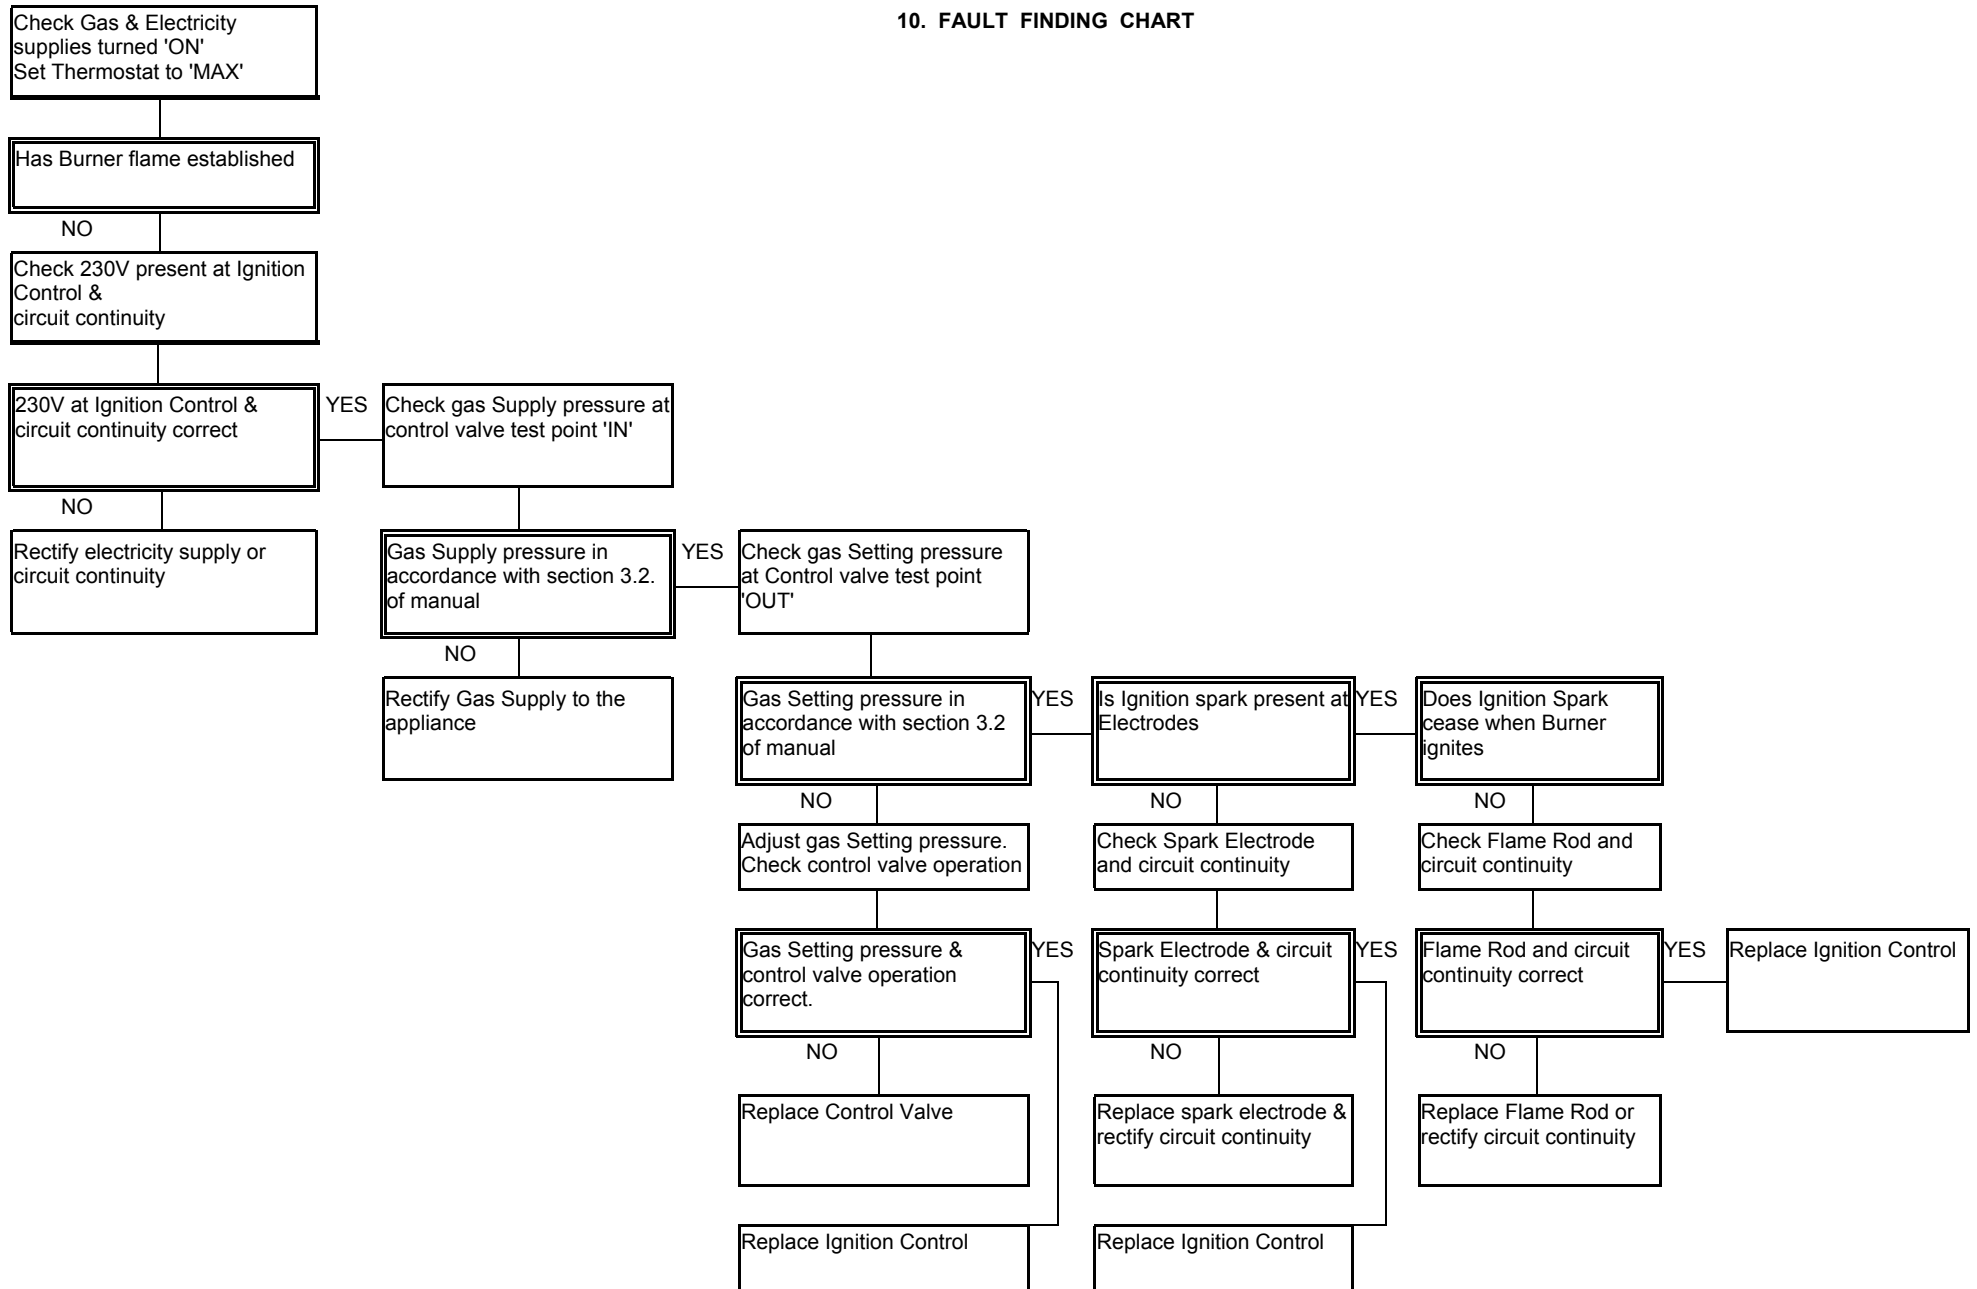 10. FAULT FINDING CHART
Check Gas & Electricity
supplies turned 'ON'
Set Thermostat to 'MAX'
Has Burner flame established
NO
Check 230V present at Ignition
Control &
circuit continuity
230V at Ignition Control &
circuit continuity correct
YES
Check gas Supply pressure at
control valve test point 'IN'
NO
Rectify electricity supply or
circuit continuity
Gas Supply pressure in
accordance with section 3.2.
of manual
YES
Check gas Setting pressure
at Control valve test point
'OUT'
NO
Rectify Gas Supply to the
appliance
Gas Setting pressure in
accordance with section 3.2
of manual
YES
Is Ignition spark present at
Electrodes
YES
Does Ignition Spark
cease when Burner
ignites
NO
NO
NO
Adjust gas Setting pressure.
Check control valve operation
Check Spark Electrode
and circuit continuity
Check Flame Rod and
circuit continuity
Gas Setting pressure &
control valve operation
correct.
YES
Spark Electrode & circuit
continuity correct
YES
Flame Rod and circuit
continuity correct
YES
Replace Ignition Control
NO
NO
NO
Replace Control Valve
Replace spark electrode &
rectify circuit continuity
Replace Flame Rod or
rectify circuit continuity
Replace Ignition Control
Replace Ignition Control